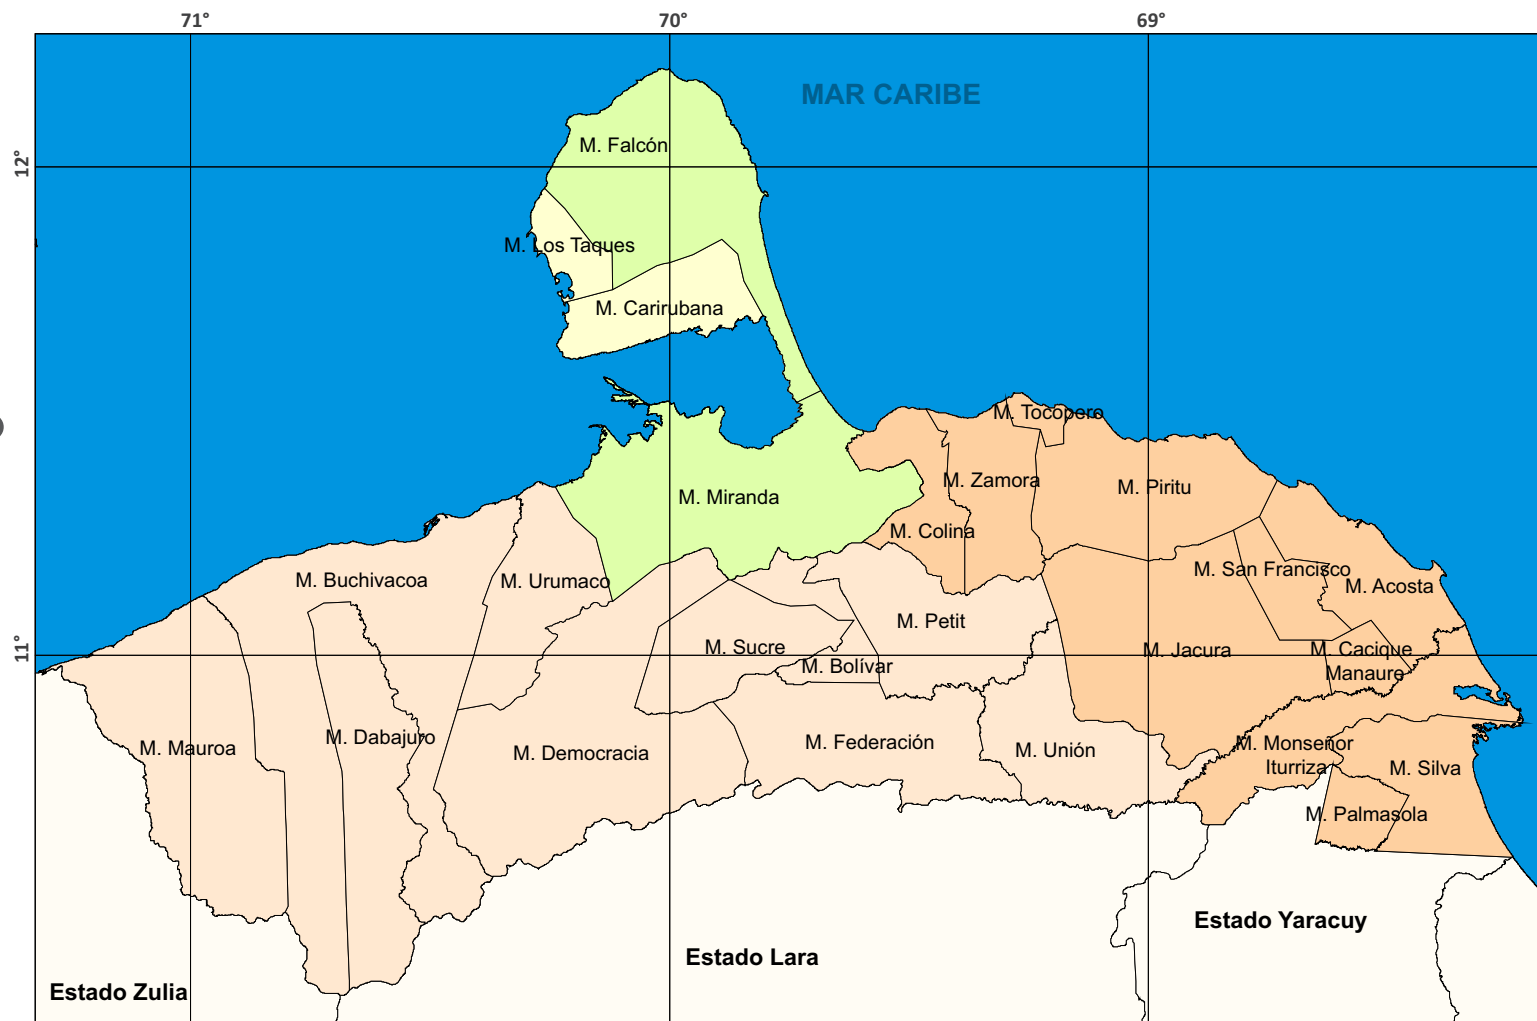 71°
70°
69°
MAR CARIBE
12°
M. Falcón
M. Los Taques
M. Carirubana
M. Tocopero
M. Zamora
M. Piritu
M. Miranda
M. Colina
M. San Francisco
M. Acosta
M. Buchivacoa
M. Urumaco
M. Petit
11°
M. Sucre
M. Bolívar
M. Jacura
M. Cacique
Manaure
M. Mauroa
M. Dabajuro
M. Democracia
M. Federación
M. Unión
M. Monseñor
Iturriza
M. Silva
M. Palmasola
Estado Yaracuy
Estado Lara
Estado Zulia